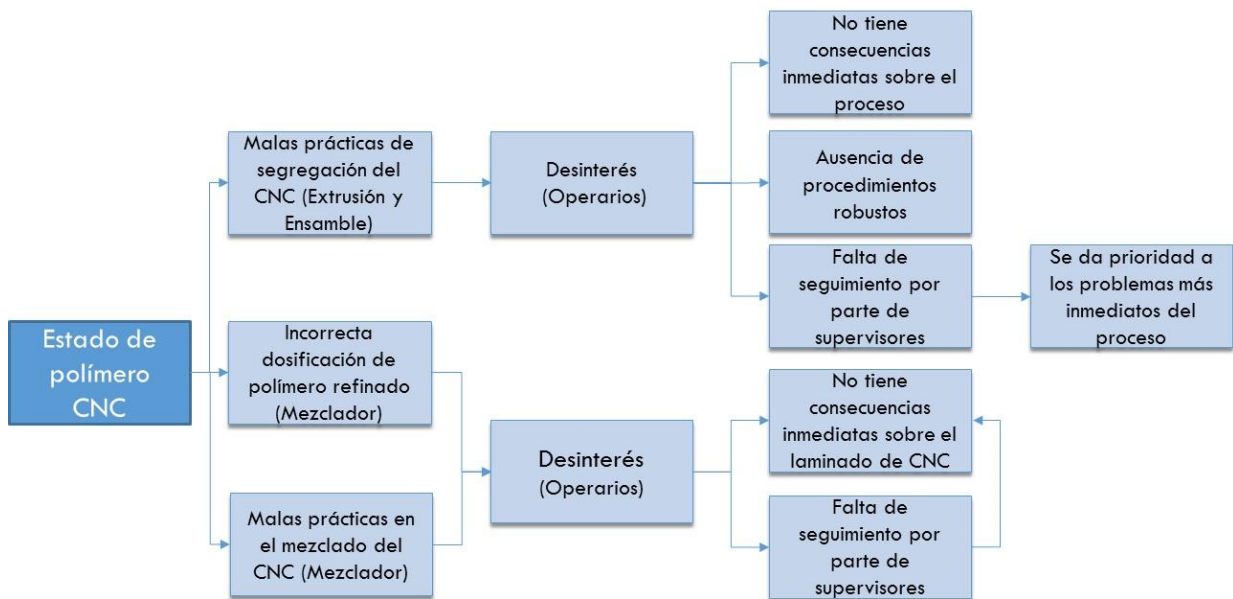 No tiene
consecuencias
inmediatas sobre el
proceso
Malas prácticas de
segregación del
CNC (Extrusión y
Ensamble)
Desinterés
(Operarios)
Ausencia de
procedimientos
robustos
Falta de
seguimiento por
parte de
supervisores
Se da prioridad a
los problemas más
inmediatos del
proceso
Estado de
polímero
CNC
Incorrecta
dosificación de
polímero refinado
(Mezclador)
Malas prácticas en
el mezclado del
CNC (Mezclador)
Desinterés
(Operarios)
No tiene
consecuencias
inmediatas sobre el
laminado de CNC
Falta de
seguimiento por
parte de
supervisores